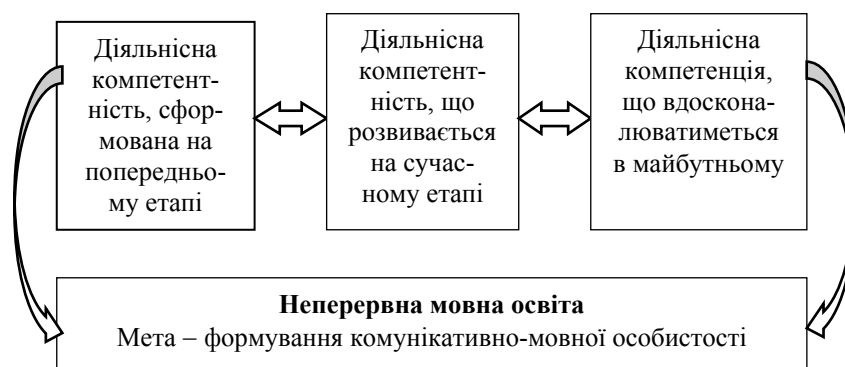 Діяльнісна
компетент-
ність, сфор-
мована на
попередньо-
му етапі
Діяльнісна
компетент-
ність, що
розвивається
на сучас-
ному етапі
Діяльнісна
компетенція,
що вдоскона-
люватиметься
в майбутньому
Неперервна мовна освіта
Мета – формування комунікативно-мовної особистості